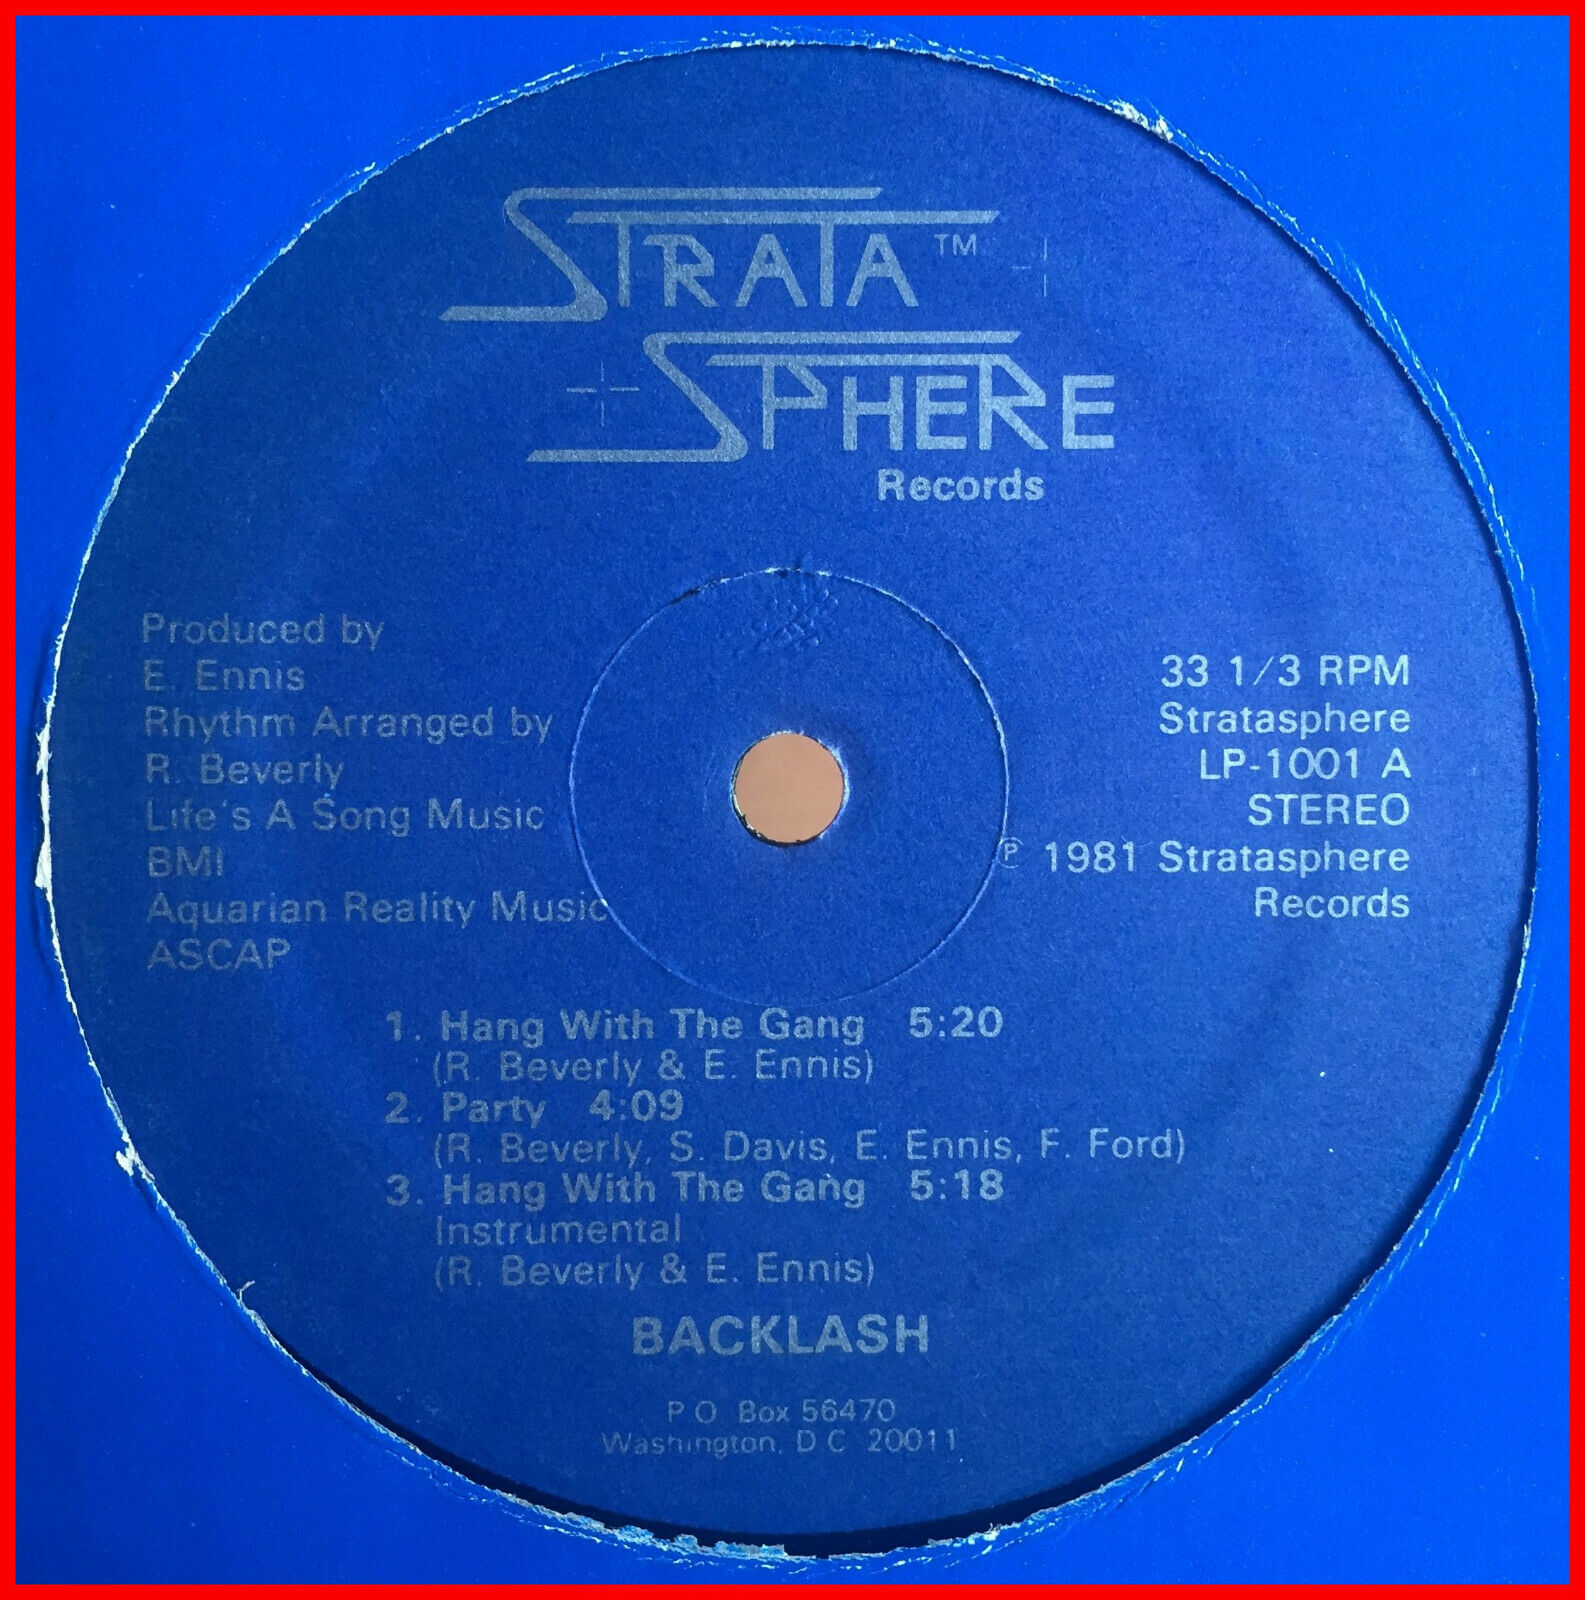 STRATA ™
SPHERE
Records
Produced by
E. Ennis
Rhythm Arranged by
R. Beverly
Life's A Song Music
BMI
Aquarian Reality Music
ASCAP
33 1/3 RPM
Stratasphere
LP-1001 A
STEREO
℗ 1981 Stratasphere
Records
1. Hang With The Gang 5:20
(R. Beverly & E. Ennis)
2. Party 4:09
(R. Beverly, S. Davis, E. Ennis, F. Ford)
3. Hang With The Gang 5:18
Instrumental
(R. Beverly & E. Ennis)
BACKLASH
P O Box 56470
Washington, D C 20011